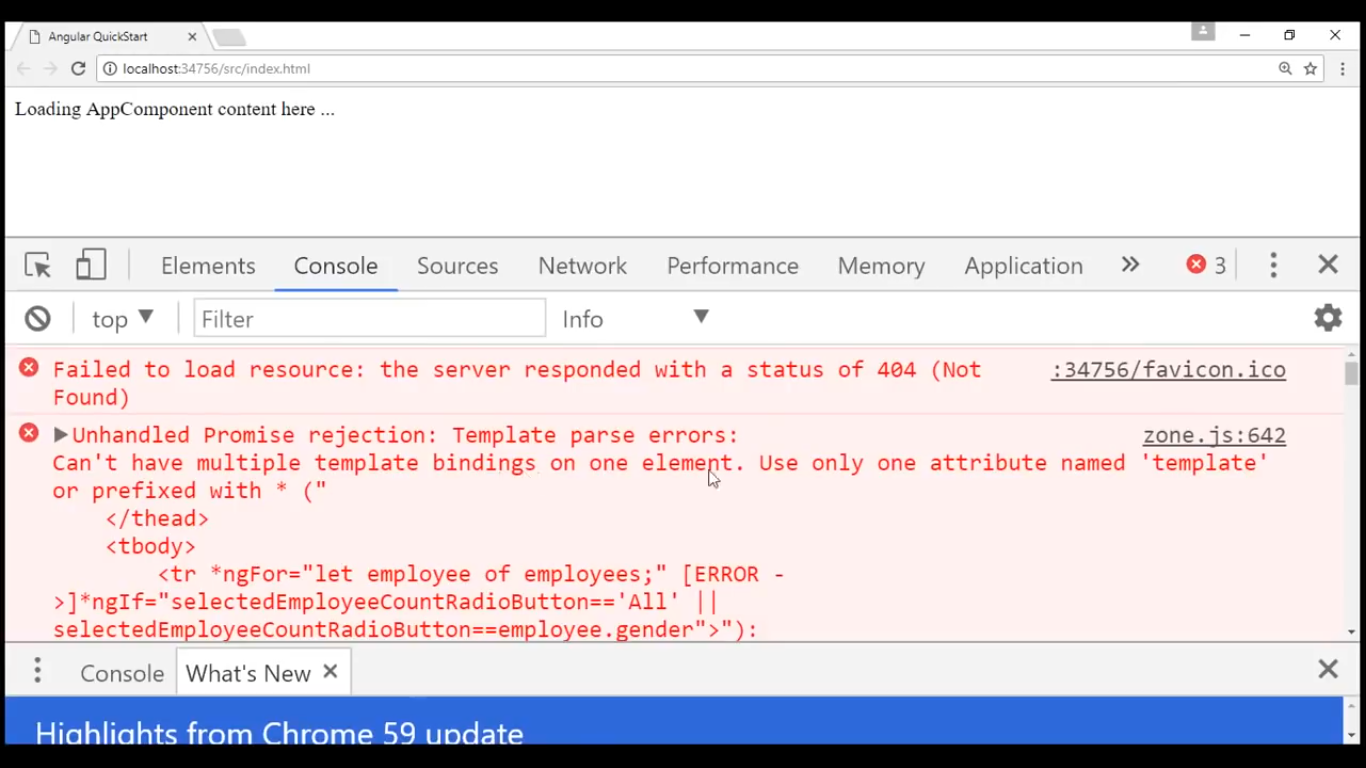 Angular QuickStart
localhost:34756/src/index.html
Loading AppComponent content here ...
Elements Console Sources Network Performance Memory Application » 3
top Filter Info
Failed to load resource: the server responded with a status of 404 (Not :34756/favicon.ico
Found)
Unhandled Promise rejection: Template parse errors: zone.js:642
Can't have multiple template bindings on one element. Use only one attribute named 'template'
or prefixed with * ("
</thead>
<tbody>
<tr *ngFor="let employee of employees;" [ERROR -
>]*ngIf="selectedEmployeeCountRadioButton=='All' ||
selectedEmployeeCountRadioButton==employee.gender">"):
Console What's New
Highlights from Chrome 59 update